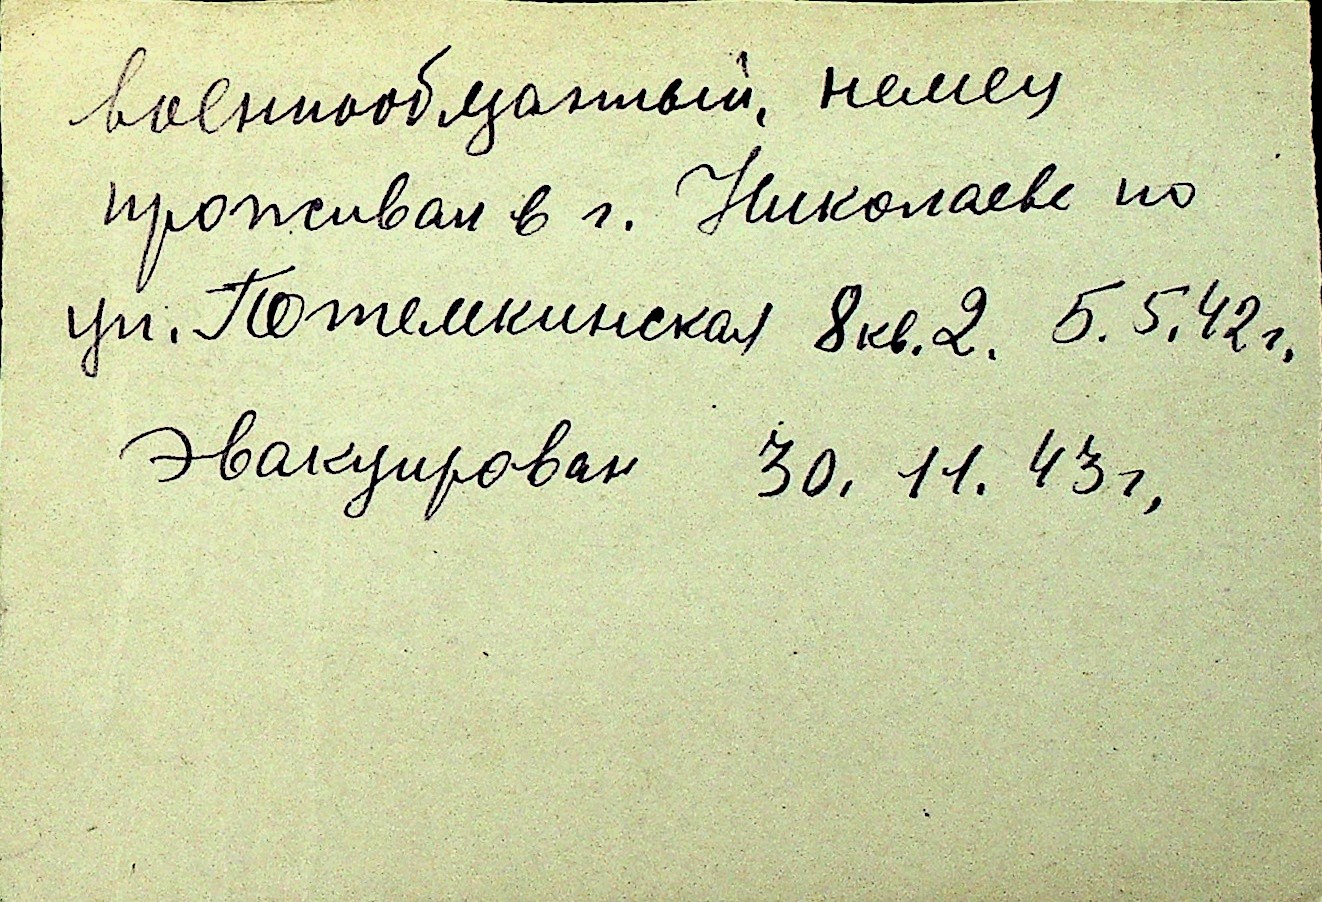 военнообязанный, немец
проживал в г. Николаеве по
ул. Потемкинская 8 кв. 2. 5.5.42 г.
эвакуирован 30. 11. 43 г.